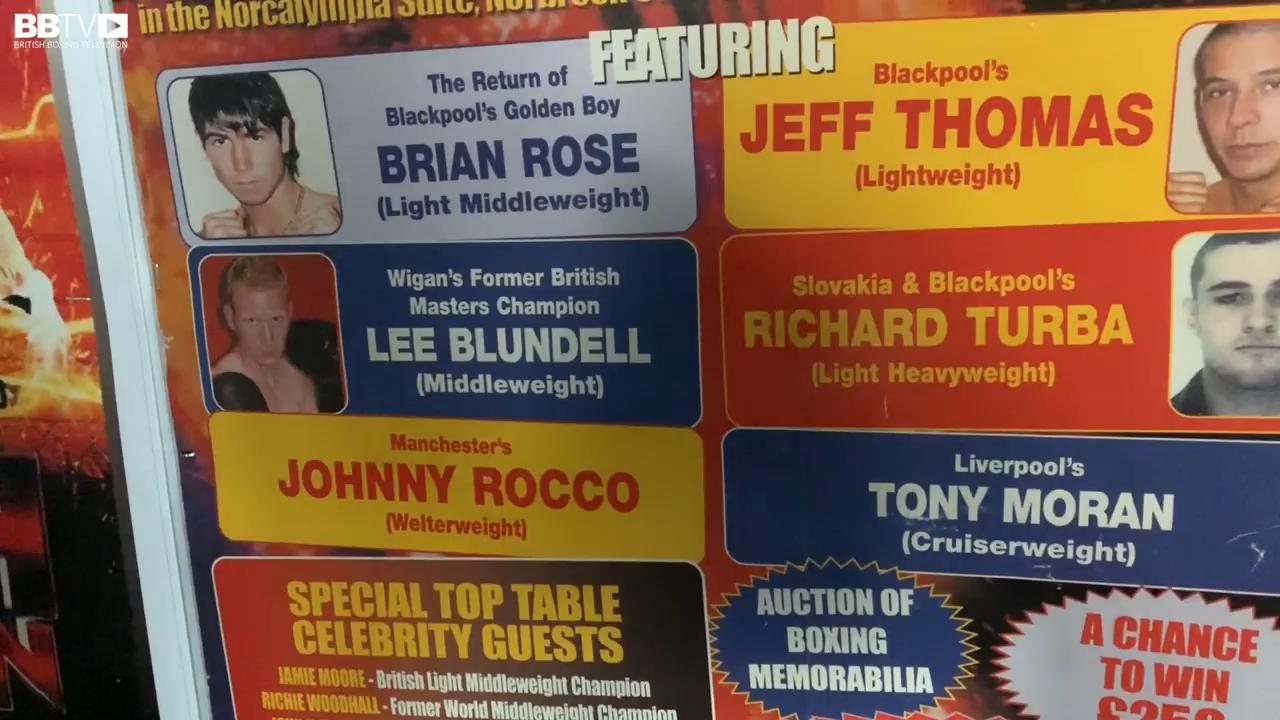 BBTV
BRITISH BOXING TELEVISION
in the Norcalympia Suite,
FEATURING
The Return of
Blackpool's Golden Boy
BRIAN ROSE
(Light Middleweight)
Blackpool's
JEFF THOMAS
(Lightweight)
Wigan's Former British
Masters Champion
LEE BLUNDELL
(Middleweight)
Slovakia & Blackpool's
RICHARD TURBA
(Light Heavyweight)
Manchester's
JOHNNY ROCCO
(Welterweight)
Liverpool's
TONY MORAN
(Cruiserweight)
SPECIAL TOP TABLE
CELEBRITY GUESTS
JAMIE MOORE - British Light Middleweight Champion
RICHIE WOODHALL - Former World Middleweight Champion
AUCTION OF
BOXING
MEMORABILIA
A CHANCE
TO WIN
£250